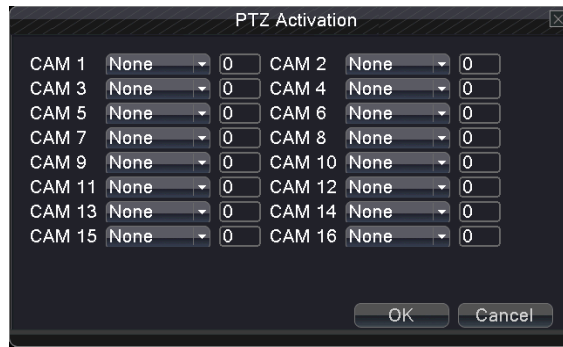 PTZ Activation
CAM 1 None 0 CAM 2 None 0
CAM 3 None 0 CAM 4 None 0
CAM 5 None 0 CAM 6 None 0
CAM 7 None 0 CAM 8 None 0
CAM 9 None 0 CAM 10 None 0
CAM 11 None 0 CAM 12 None 0
CAM 13 None 0 CAM 14 None 0
CAM 15 None 0 CAM 16 None 0
OK Cancel